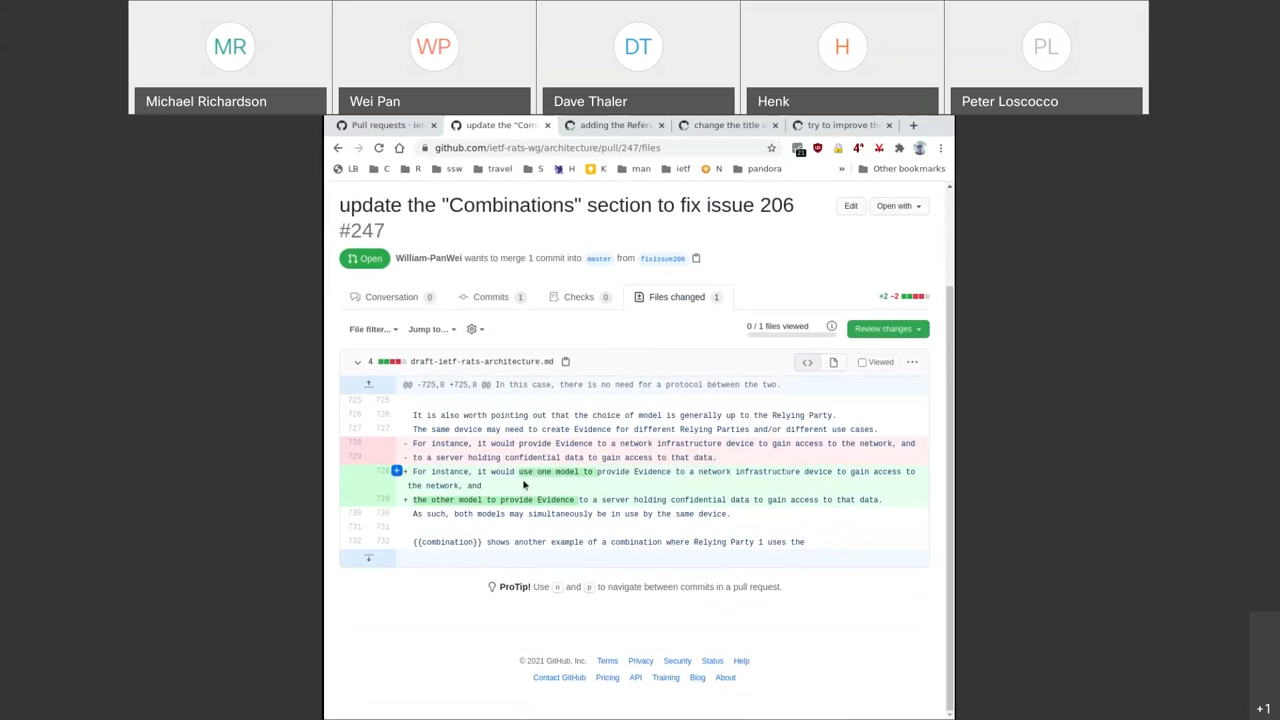 MR WP DT H PL
Michael Richardson Wei Pan Dave Thaler Henk Peter Loscocco
Pull requests · iet × update the "Com × adding the Refer × change the title o × try to improve th × +
github.com/ietf-rats-wg/architecture/pull/247/files 21
LB C R ssw travel S H K man ietf N pandora » Other bookmarks
update the "Combinations" section to fix issue 206 Edit Open with
#247
Open William-PanWei wants to merge 1 commit into master from fixissue206
Conversation 0 Commits 1 Checks 0 Files changed 1 +2 −2
File filter... Jump to... 0 / 1 files viewed Review changes
4 draft-ietf-rats-architecture.md <> Viewed ...
@@ -725,8 +725,8 @@ In this case, there is no need for a protocol between the two.
725 725
726 726 It is also worth pointing out that the choice of model is generally up to the Relying Party.
727 727 The same device may need to create Evidence for different Relying Parties and/or different use cases.
728 - For instance, it would provide Evidence to a network infrastructure device to gain access to the network, and
729 - to a server holding confidential data to gain access to that data.
728 + For instance, it would use one model to provide Evidence to a network infrastructure device to gain access to
the network, and
729 + the other model to provide Evidence to a server holding confidential data to gain access to that data.
730 730 As such, both models may simultaneously be in use by the same device.
731 731
732 732 {{combination}} shows another example of a combination where Relying Party 1 uses the
ProTip! Use n and p to navigate between commits in a pull request.
© 2021 GitHub, Inc. Terms Privacy Security Status Help
Contact GitHub Pricing API Training Blog About
+1